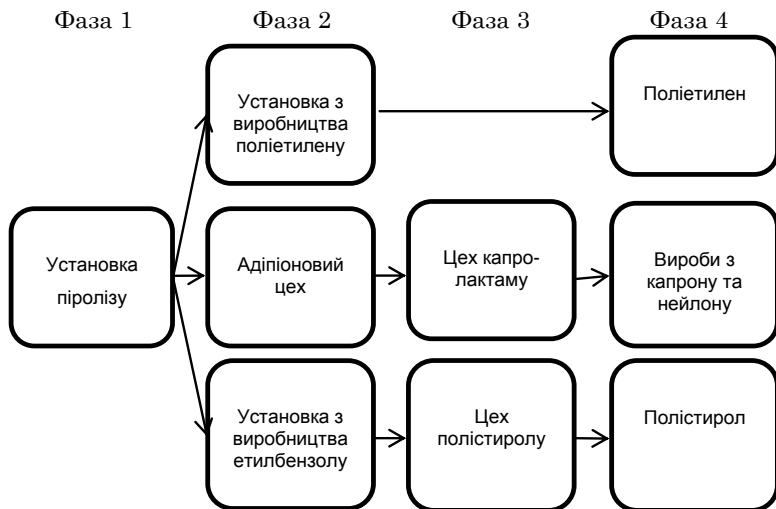 Фаза 1
Фаза 2
Фаза 3
Фаза 4
Установка з
виробництва
поліетилену
Поліетилен
Установка
піролізу
Адіпіоновий
цех
Цех капро-
лактаму
Вироби з
капрону та
нейлону
Установка з
виробництва
етилбензолу
Цех
полістиролу
Полістирол